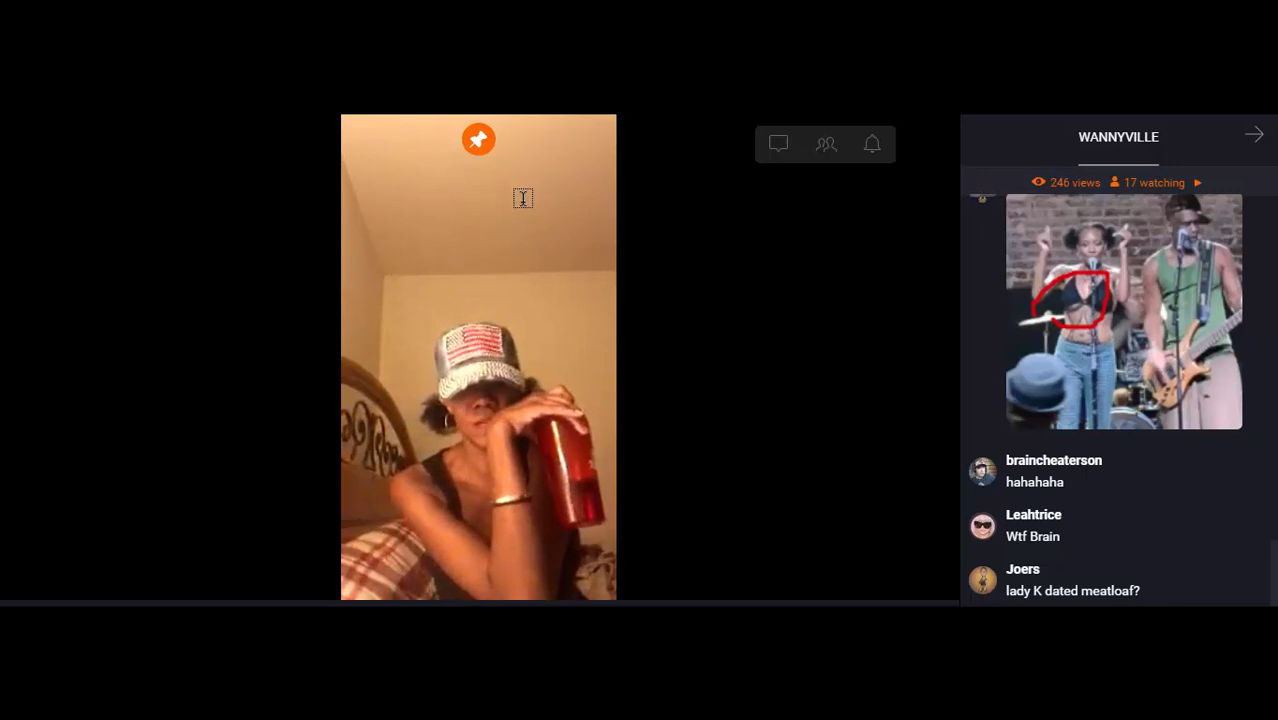 WANNYVILLE
246 views 17 watching
braincheaterson
hahahaha
Leahtrice
Wtf Brain
Joers
lady K dated meatloaf?